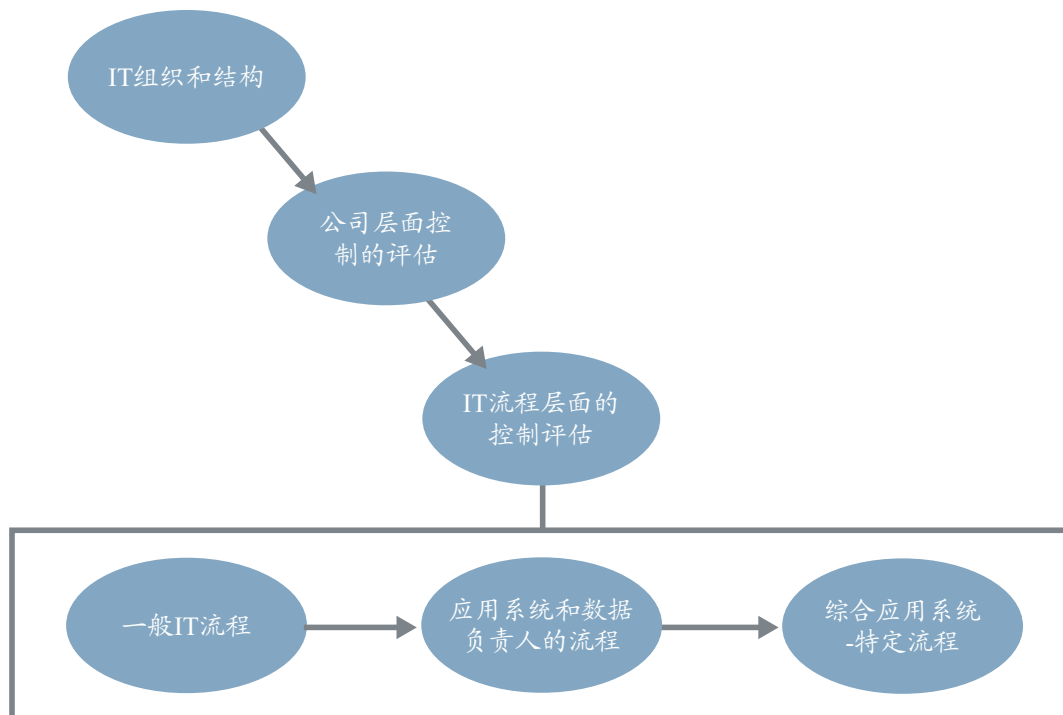 IT组织和结构
公司层面控
制的评估
IT流程层面的
控制评估
一般IT流程
应用系统和数据
负责人的流程
综合应用系统
-特定流程